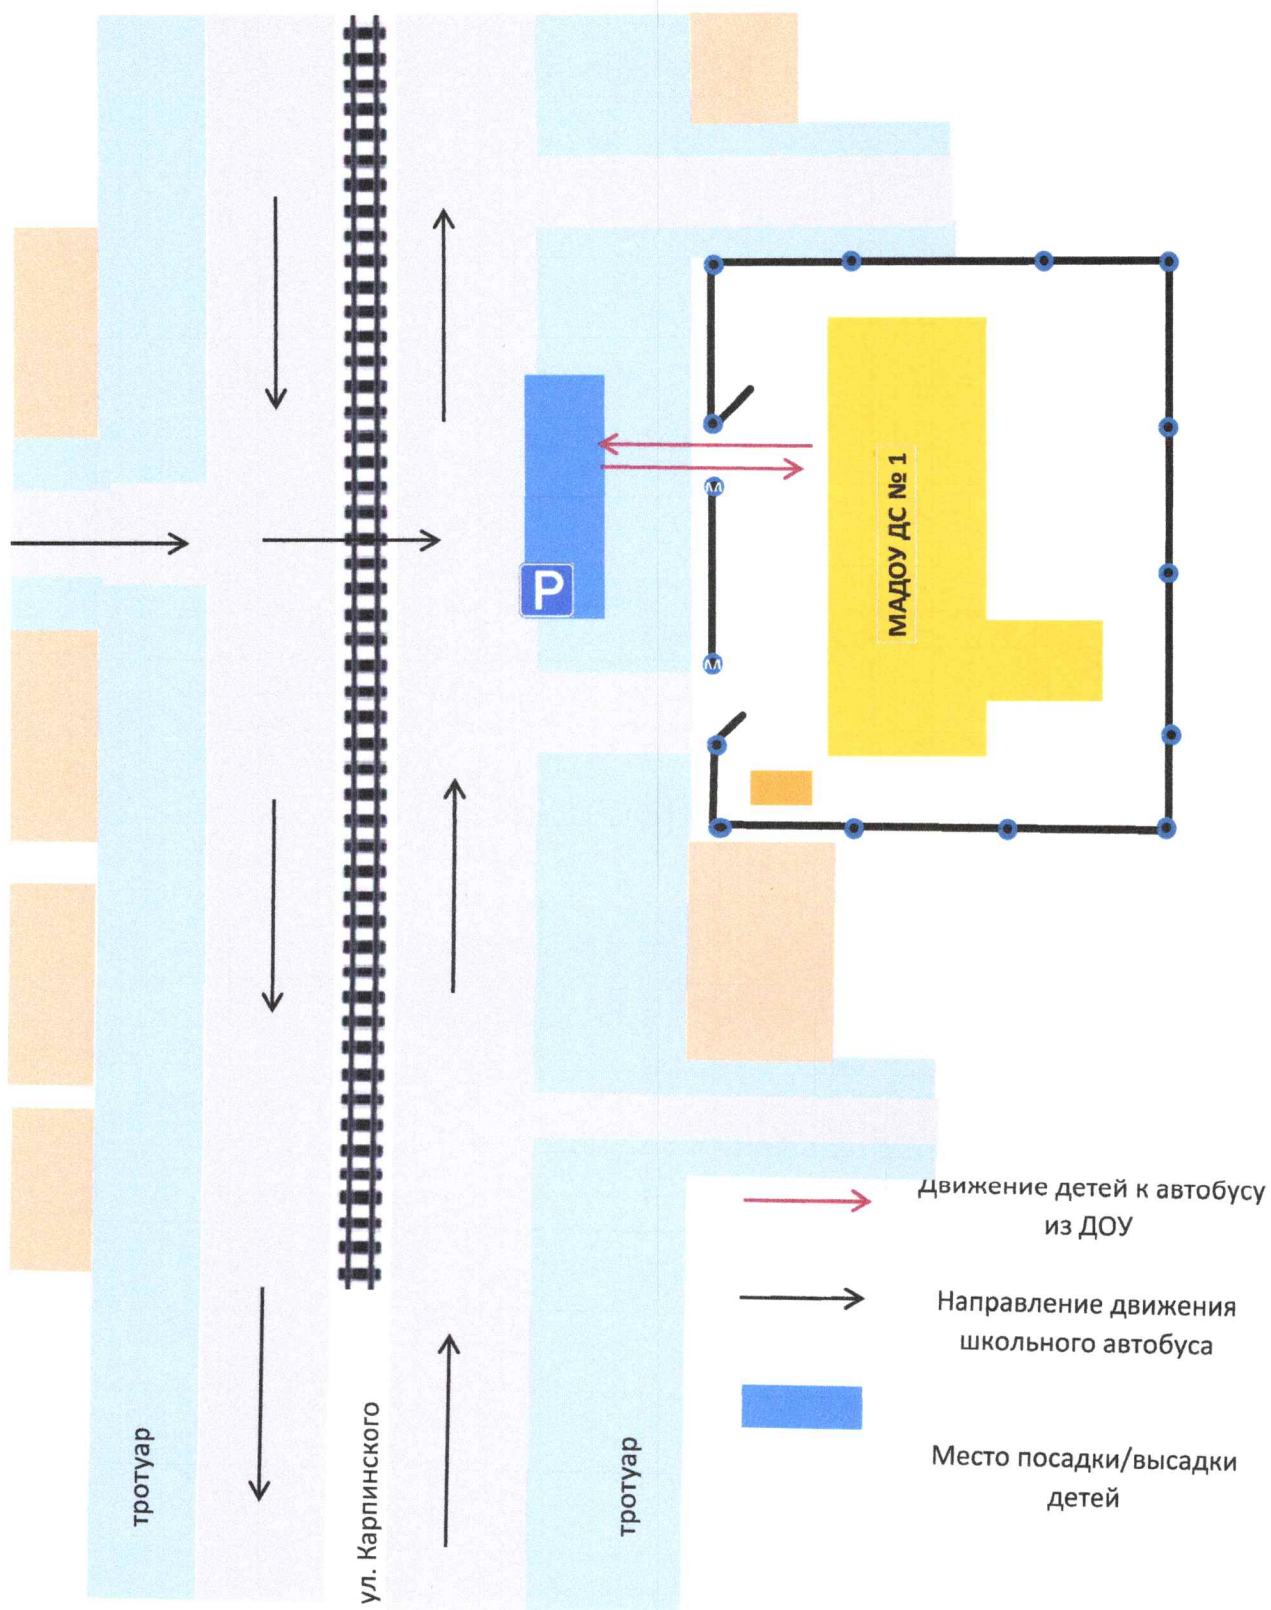 P
М
М
МАДОУ ДС № 1
Движение детей к автобусу
из ДОУ
Направление движения
школьного автобуса
Место посадки/высадки
детей
тротуар
ул. Карпинского
тротуар